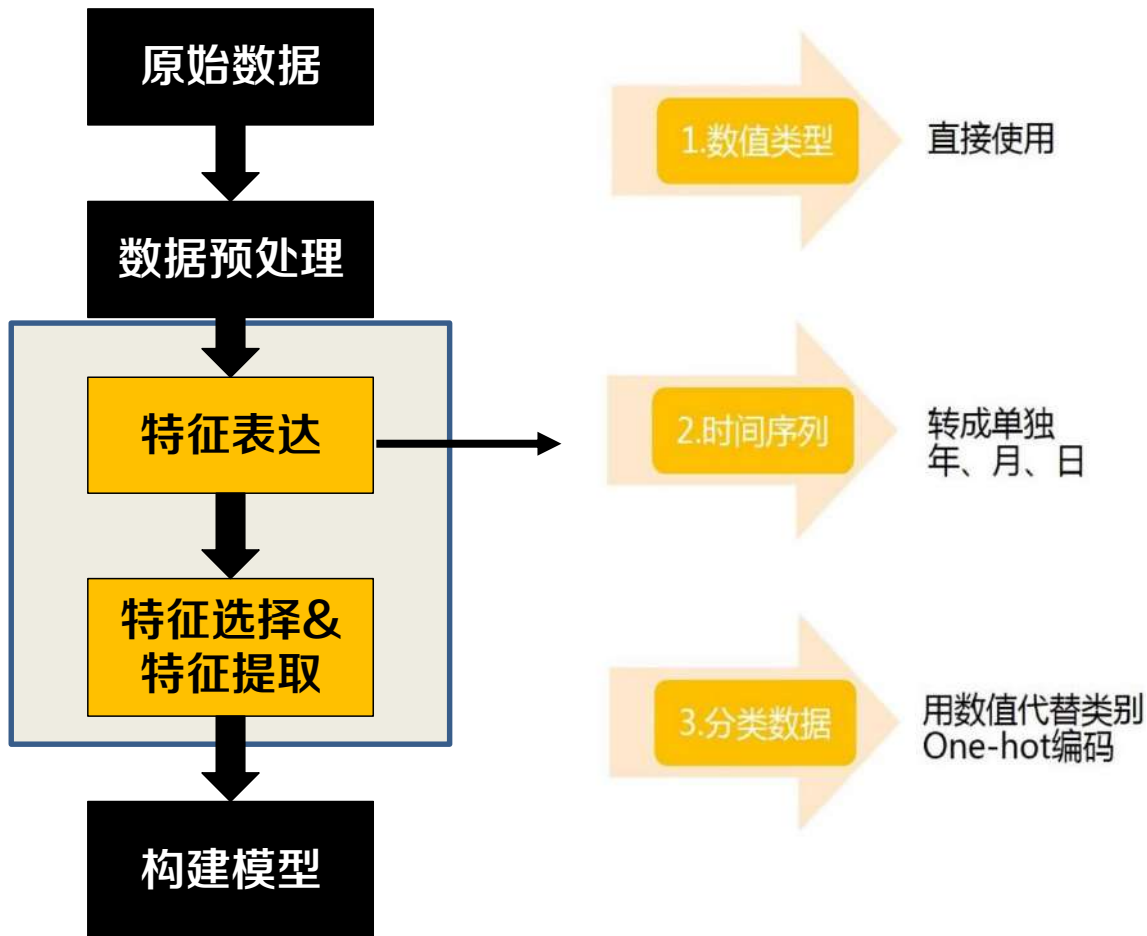 原始数据
数据预处理
特征表达
特征选择&
特征提取
构建模型
1.数值类型
直接使用
2.时间序列
转成单独
年、月、日
3.分类数据
用数值代替类别
One-hot编码